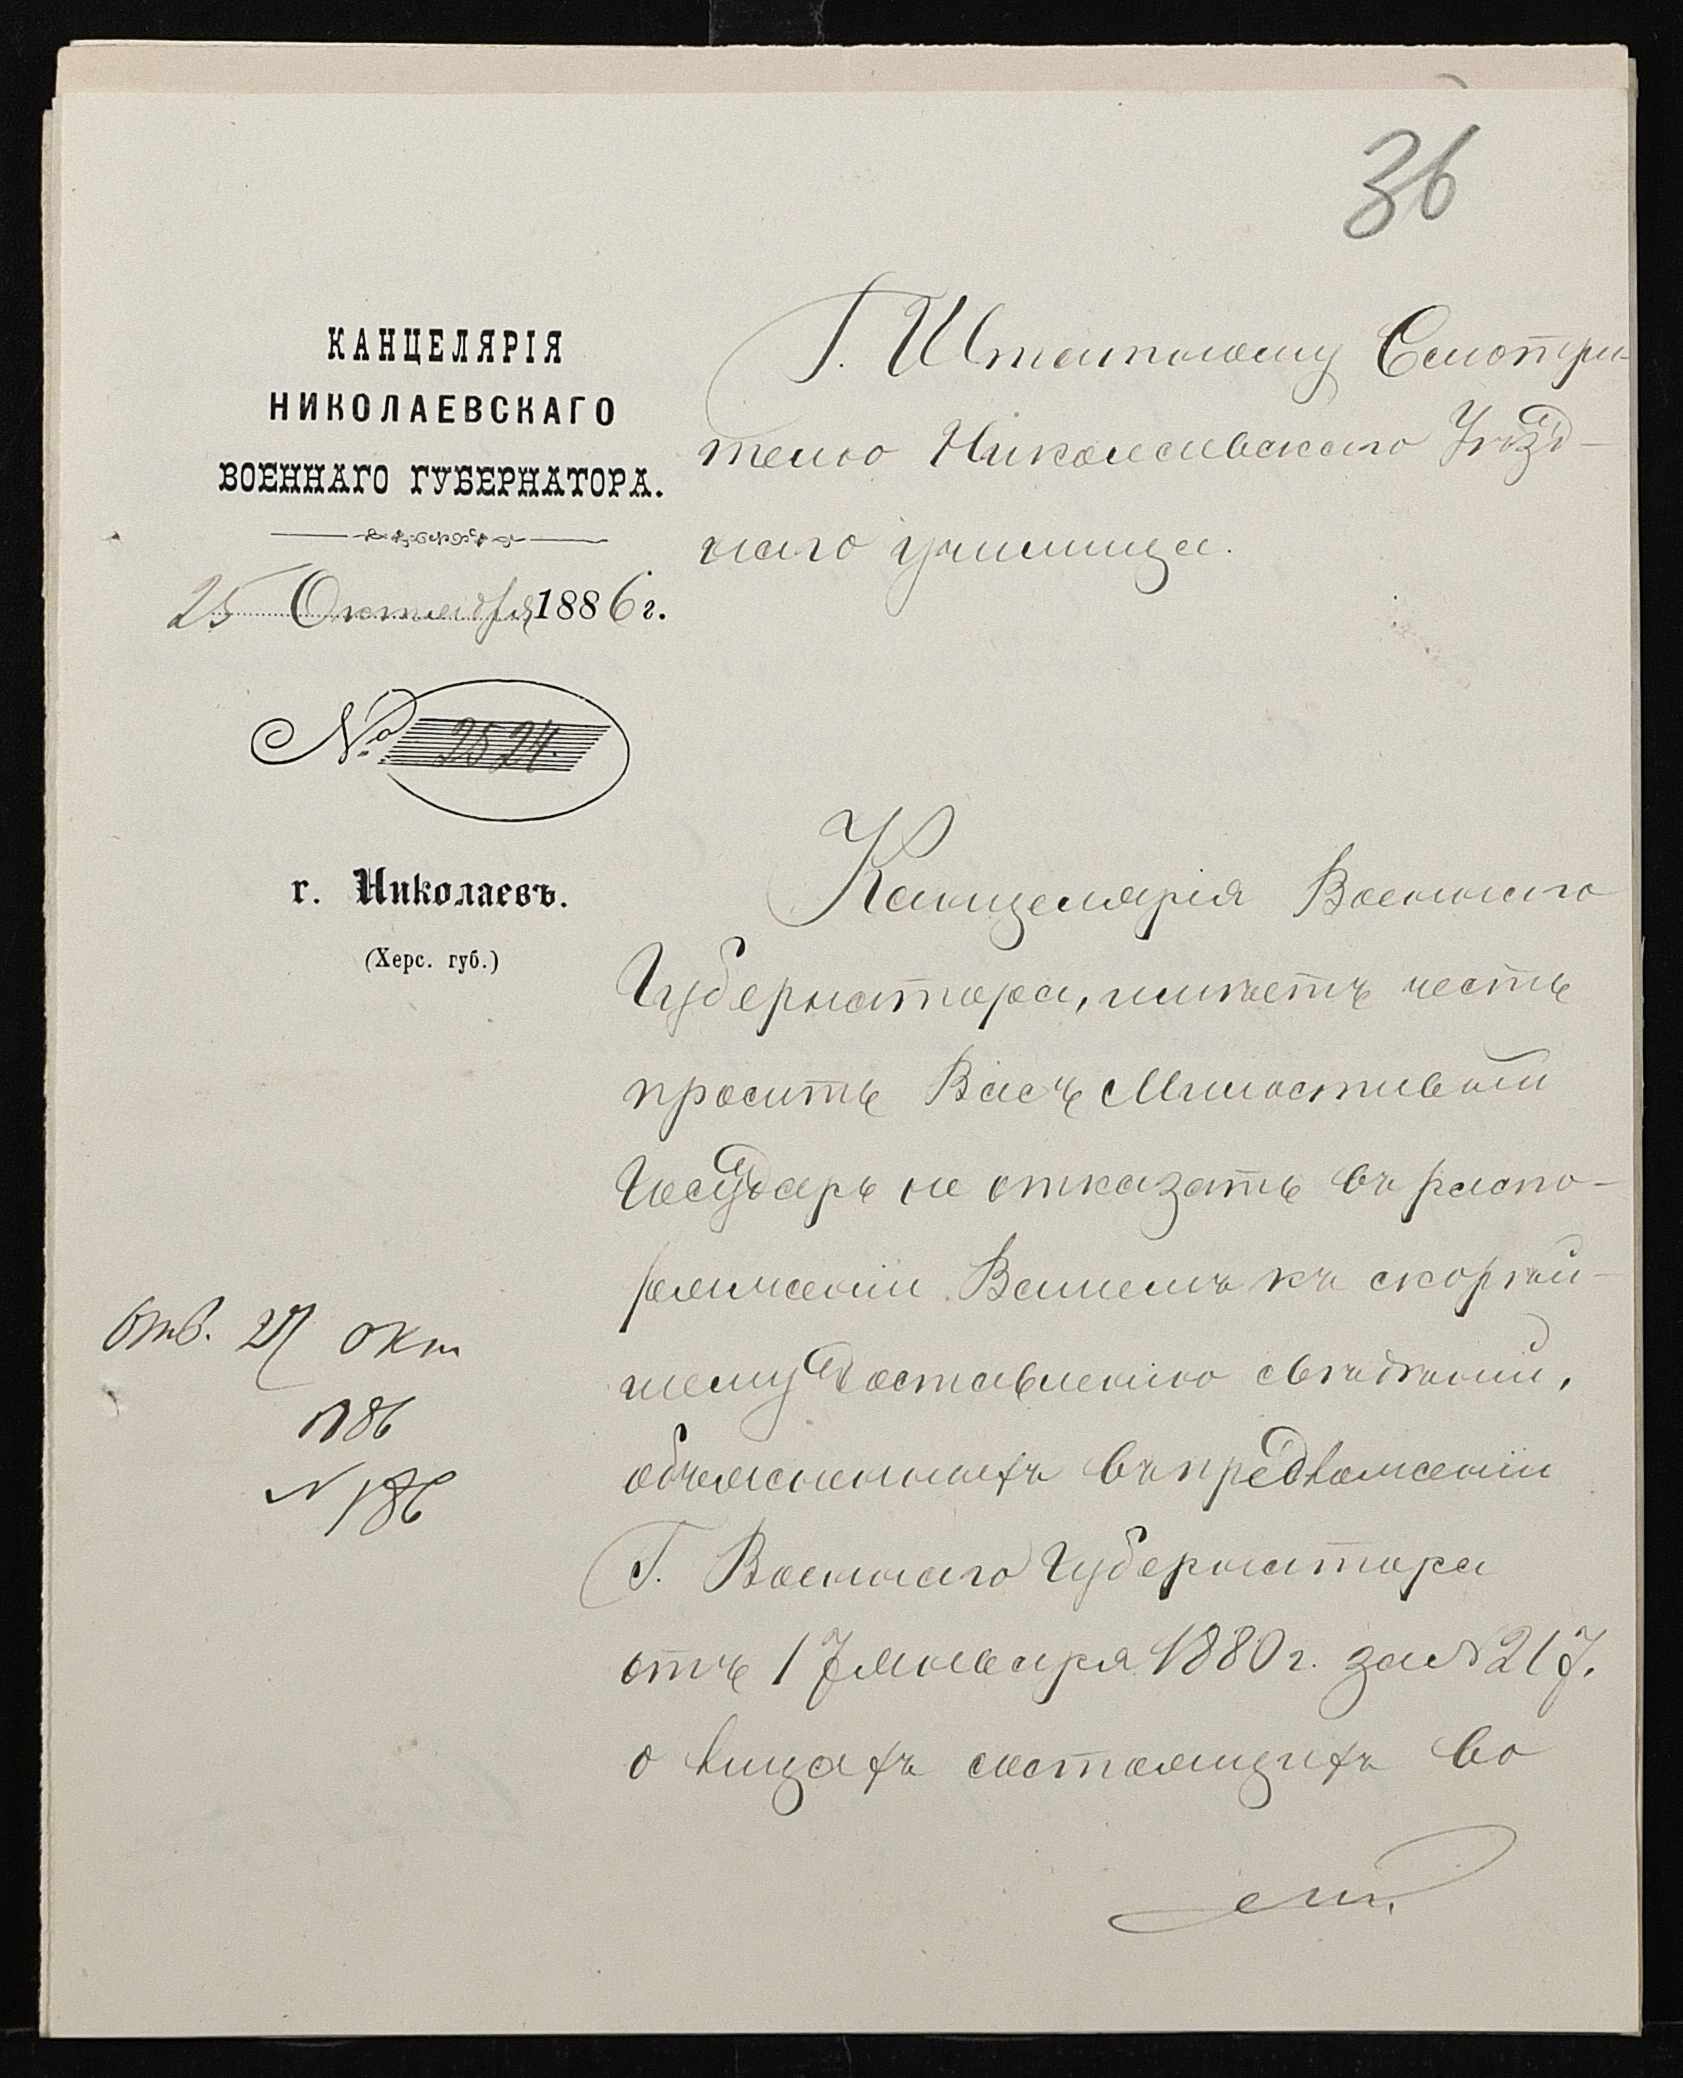 36
КАНЦЕЛЯРІЯ
НИКОЛАЕВСКАГО
ВОЕННАГО ГУБЕРНАТОРА.
25 Октября 1886 г.
№ 2524.
г. Николаевъ.
(Херс. губ.)
Г. Штатному Смотри-
телю Николаевскаго Уѣзд-
наго училища.
Канцелярія Военнаго
Губернатора, имѣетъ честь
просить Васъ Милостивый
Государь не отказать въ распо-
ряженіи Вашемъ къ скорѣй-
шему доставленію свѣдѣній,
объясненныхъ въ предложеніи
Г. Военнаго Губернатора
отъ 17 января 1880 г. за № 217.
о лицахъ состоящихъ во
Отв. 27 окт
1886
N 186